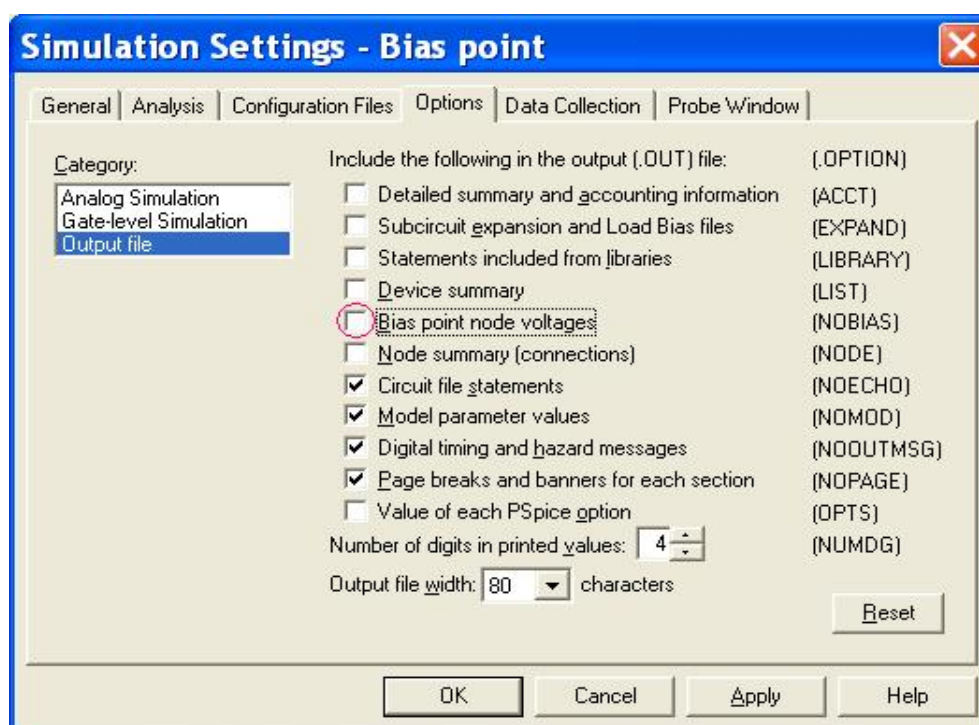 Simulation Settings - Bias point
General Analysis Configuration Files Options Data Collection Probe Window
Category:
Analog Simulation
Gate-level Simulation
Output file
Include the following in the output (.OUT) file: (.OPTION)
Detailed summary and accounting information (ACCT)
Subcircuit expansion and Load Bias files (EXPAND)
Statements included from libraries (LIBRARY)
Device summary (LIST)
Bias point node voltages (NOBIAS)
Node summary (connections) (NODE)
Circuit file statements (NOECHO)
Model parameter values (NOMOD)
Digital timing and hazard messages (NOOUTMSG)
Page breaks and banners for each section (NOPAGE)
Value of each PSpice option (OPTS)
Number of digits in printed values: 4 (NUMDG)
Output file width: 80 characters
Reset
OK Cancel Apply Help